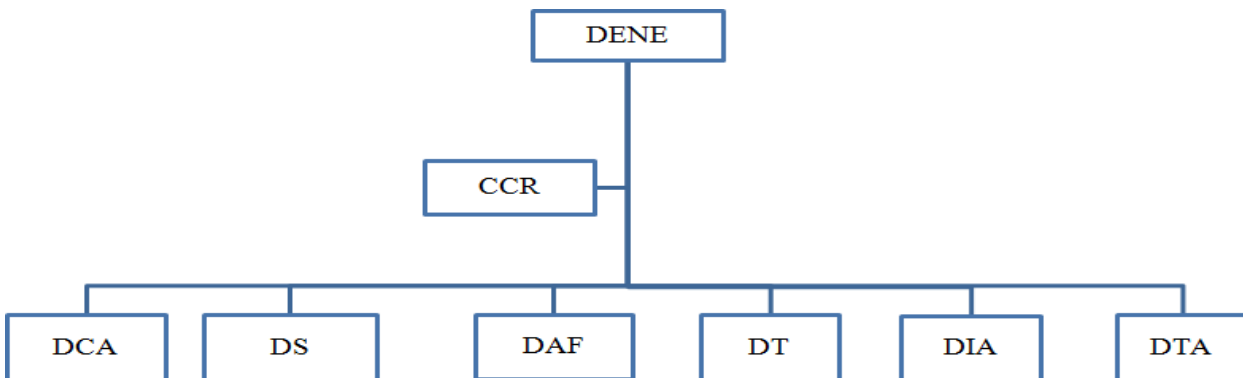 DENE
CCR
DCA
DS
DAF
DT
DIA
DTA